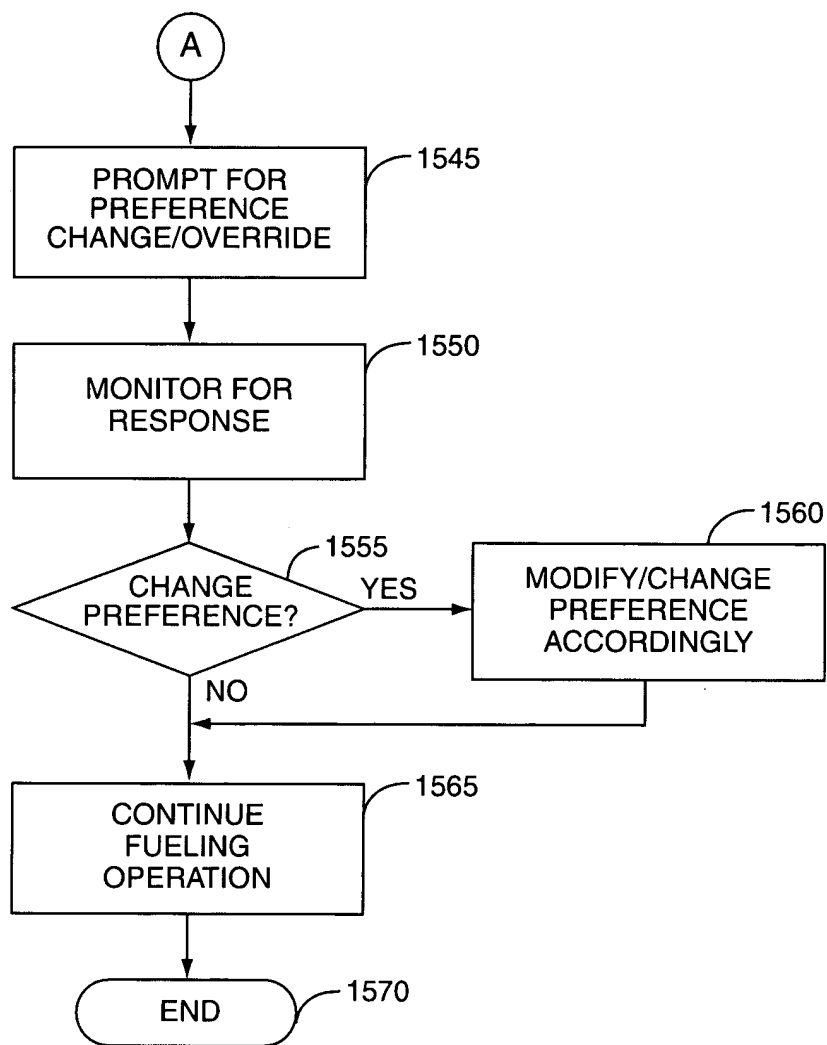 A
PROMPT FOR
PREFERENCE
CHANGE/OVERRIDE
1545
MONITOR FOR
RESPONSE
1550
CHANGE
PREFERENCE?
1555
YES
MODIFY/CHANGE
PREFERENCE
ACCORDINGLY
1560
NO
CONTINUE
FUELING
OPERATION
1565
END
1570